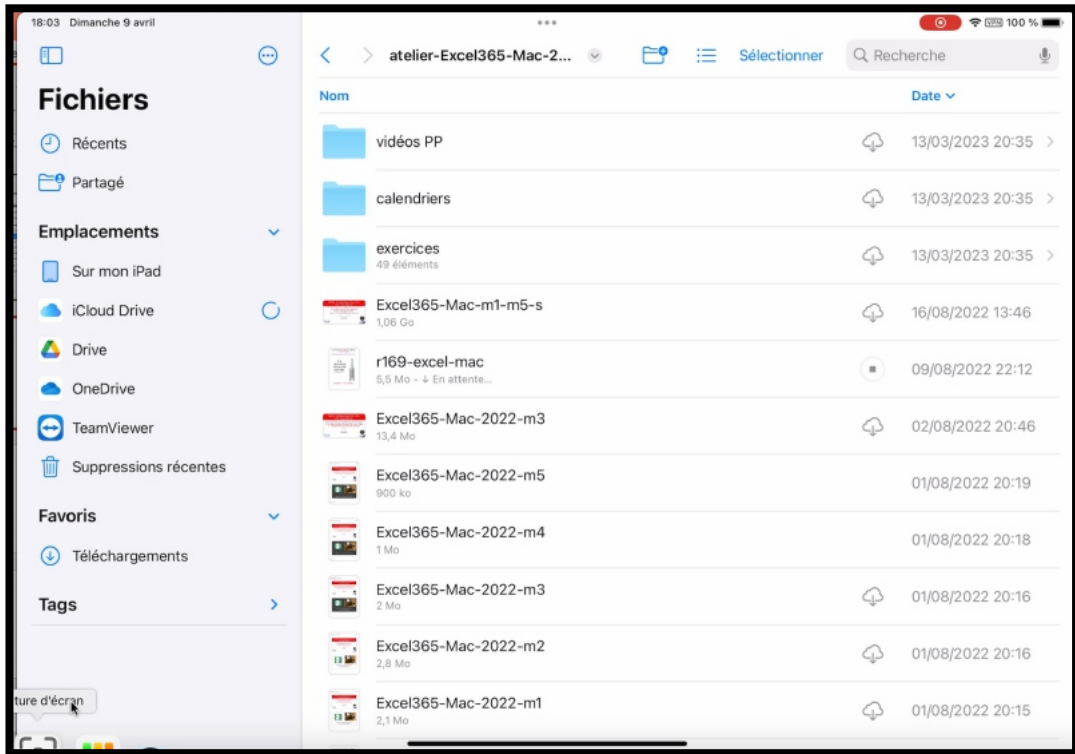 18:03 Dimanche 9 avril
VPN 100 %
Fichiers
Récents
Partagé
Emplacements
Sur mon iPad
iCloud Drive
Drive
OneDrive
TeamViewer
Suppressions récentes
Favoris
Téléchargements
Tags
ture d'écran
atelier-Excel365-Mac-2...
Sélectionner
Recherche
Nom
Date
vidéos PP
13/03/2023 20:35
calendriers
13/03/2023 20:35
exercices
49 éléments
13/03/2023 20:35
Excel365-Mac-m1-m5-s
1,06 Go
16/08/2022 13:46
r169-excel-mac
5,5 Mo - ↓ En attente...
09/08/2022 22:12
Excel365-Mac-2022-m3
13,4 Mo
02/08/2022 20:46
Excel365-Mac-2022-m5
900 ko
01/08/2022 20:19
Excel365-Mac-2022-m4
1 Mo
01/08/2022 20:18
Excel365-Mac-2022-m3
2 Mo
01/08/2022 20:16
Excel365-Mac-2022-m2
2,8 Mo
01/08/2022 20:16
Excel365-Mac-2022-m1
2,1 Mo
01/08/2022 20:15